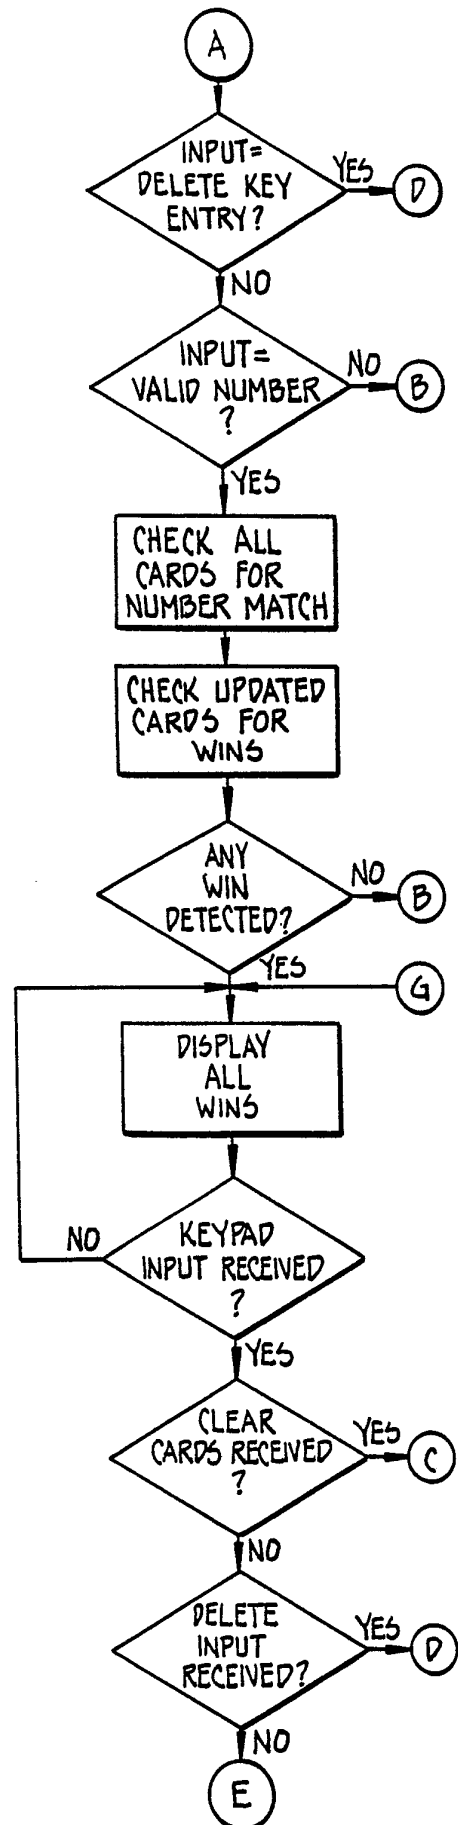 A
INPUT=
DELETE KEY
ENTRY?
YES
D
NO
INPUT=
VALID NUMBER
?
NO
B
YES
CHECK ALL
CARDS FOR
NUMBER MATCH
CHECK UPDATED
CARDS FOR
WINS
ANY
WIN
DETECTED?
NO
B
YES
G
DISPLAY
ALL
WINS
KEYPAD
INPUT RECEIVED
?
NO
YES
CLEAR
CARDS RECEIVED
?
YES
C
NO
DELETE
INPUT
RECEIVED?
YES
D
NO
E